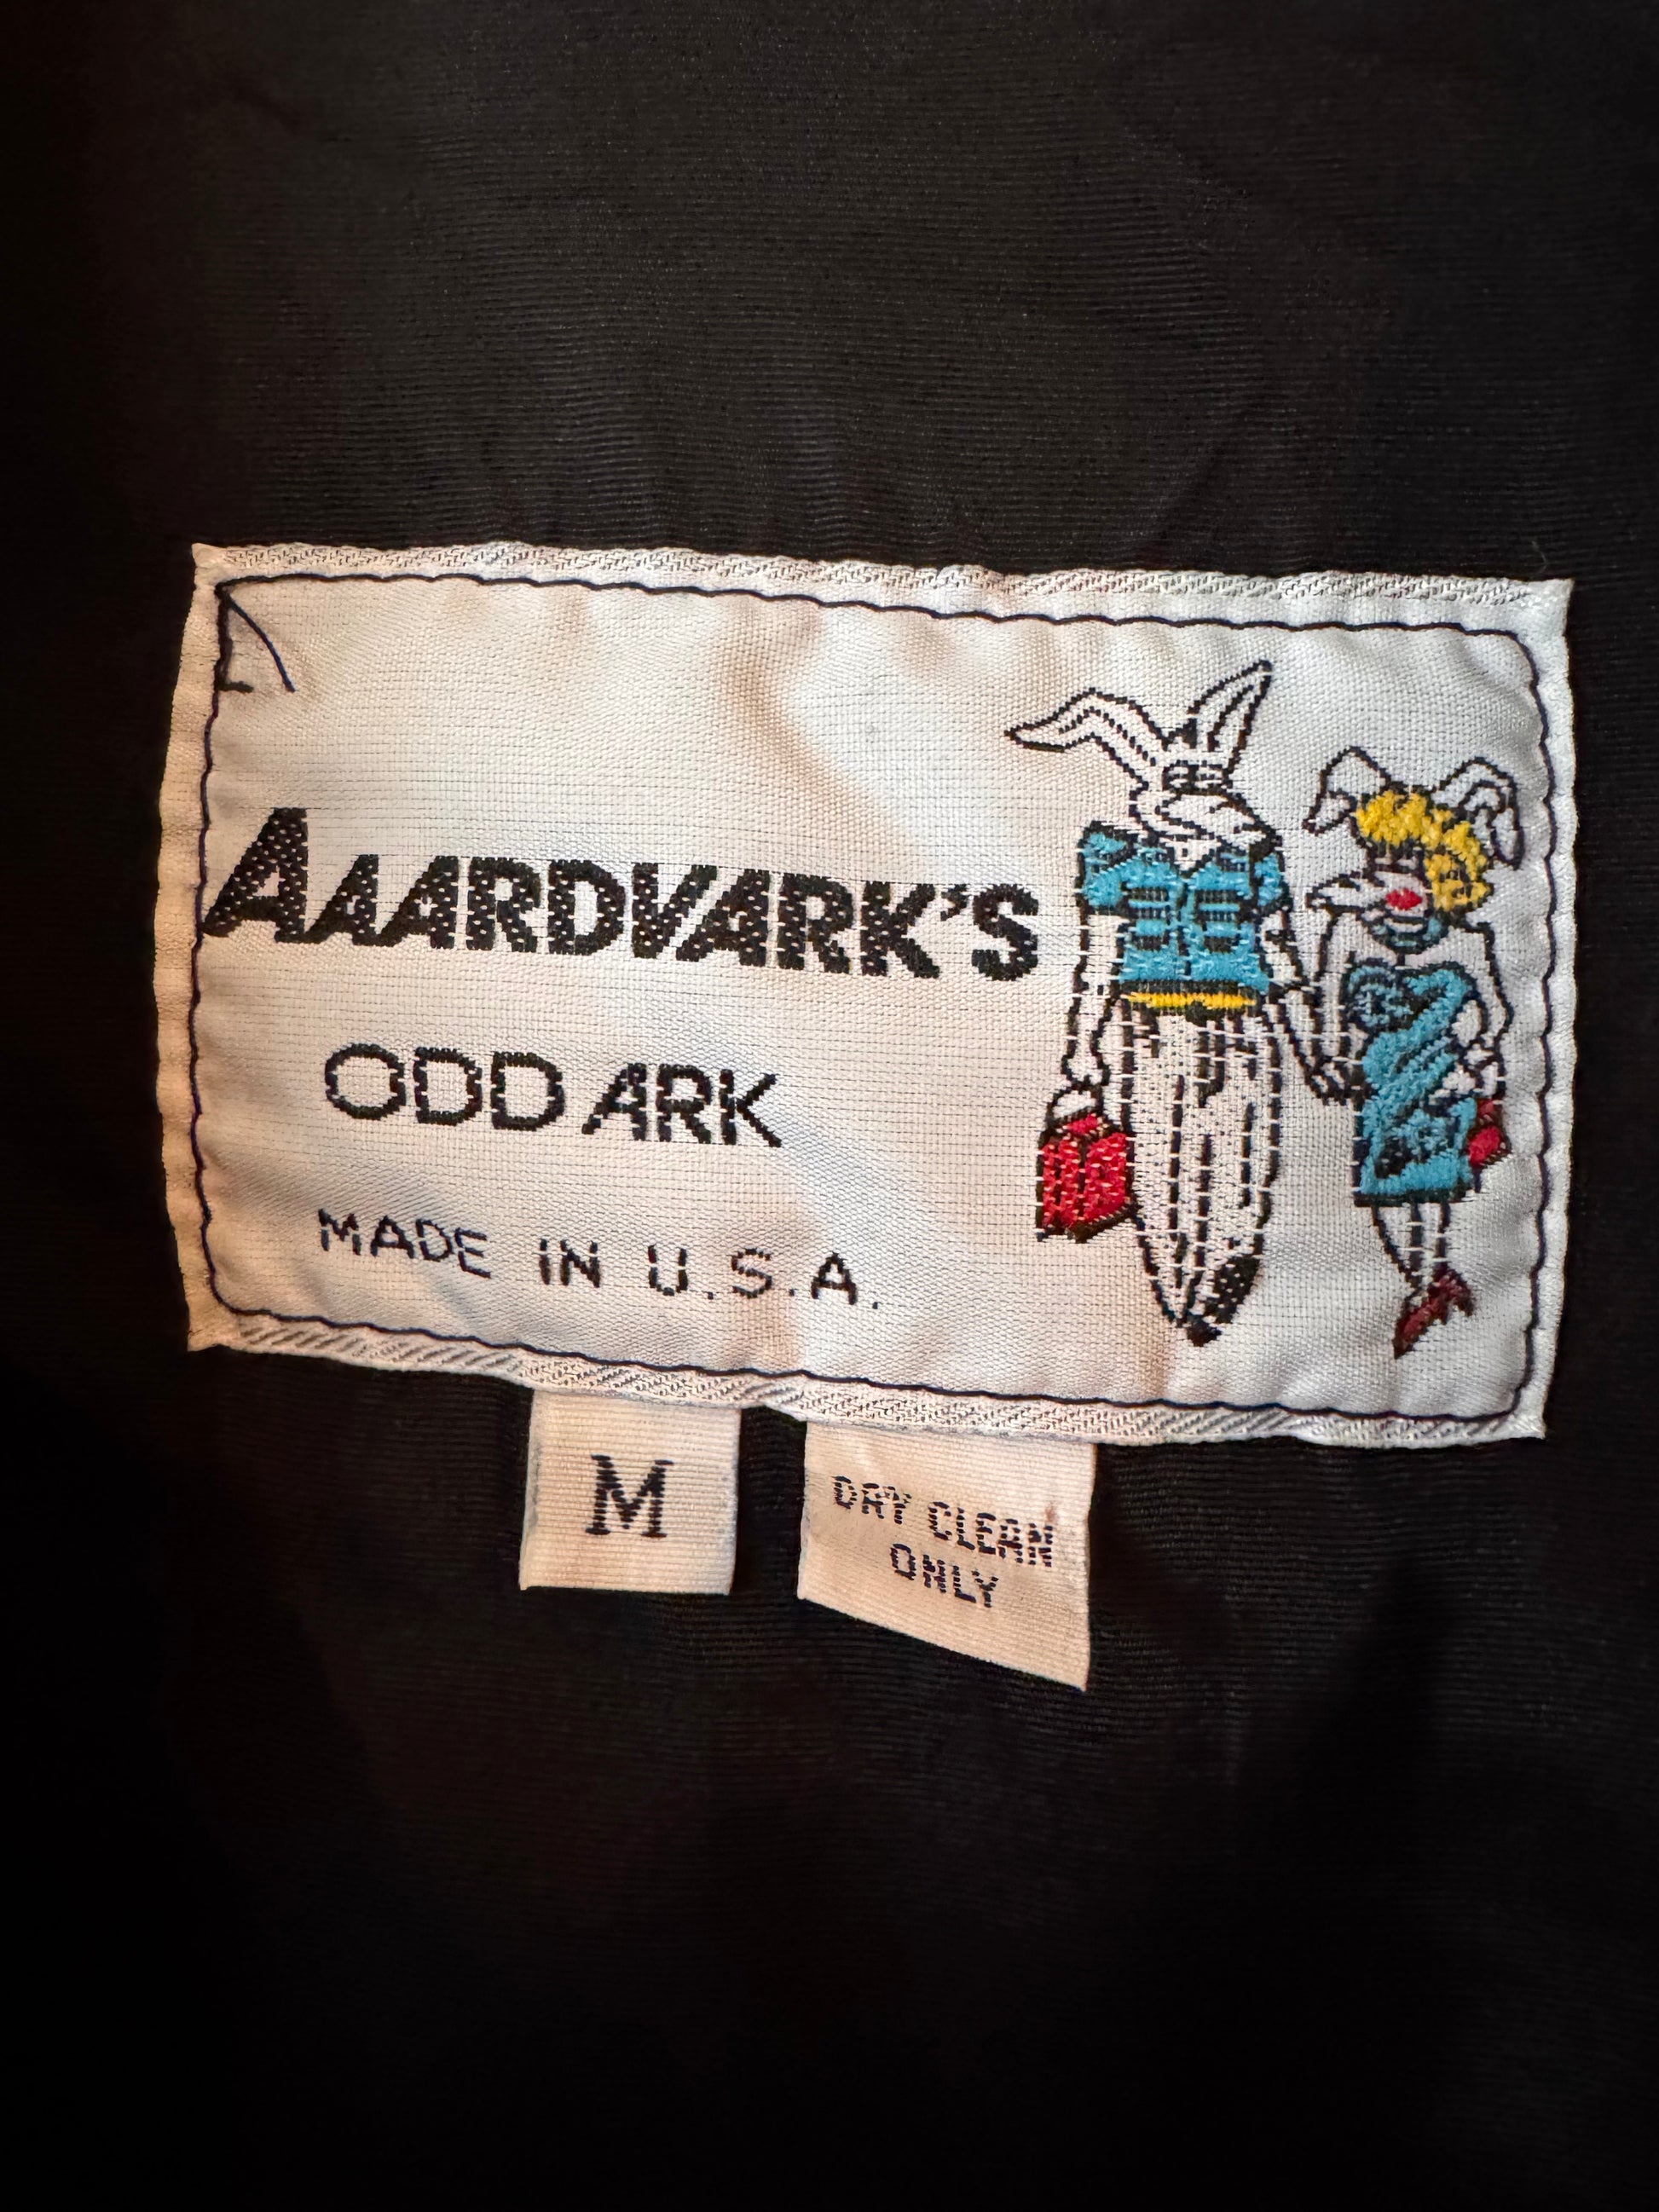 AAARDVARK'S
ODD ARK
MADE IN U.S.A.
M
DRY CLEAN
ONLY